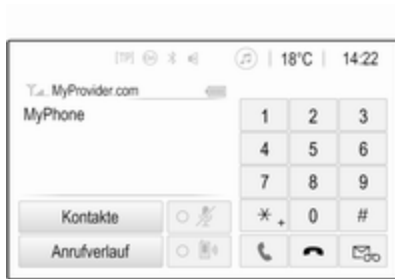 [TP] 18°C 14:22
MyProvider.com
MyPhone
1 2 3
4 5 6
7 8 9
* + 0 #
Kontakte
Anrufverlauf